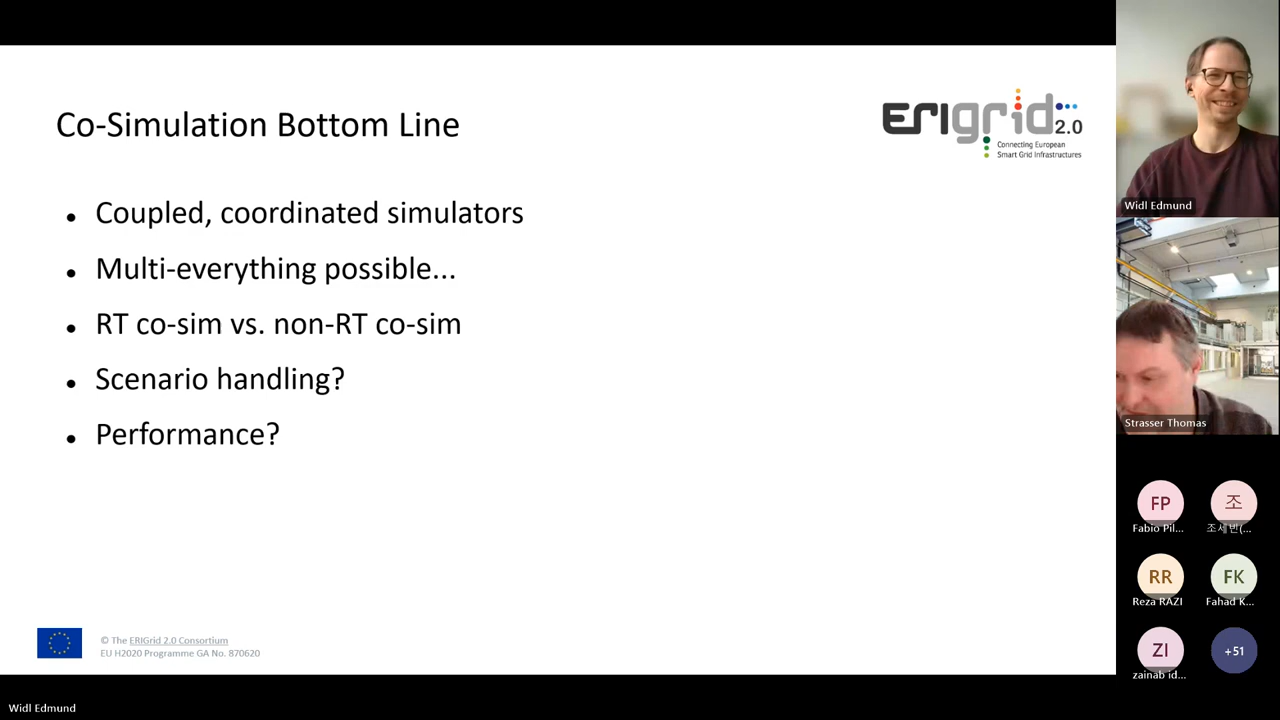 Co-Simulation Bottom Line
ERIGrid 2.0
Connecting European
Smart Grid Infrastructures
• Coupled, coordinated simulators
• Multi-everything possible...
• RT co-sim vs. non-RT co-sim
• Scenario handling?
• Performance?
© The ERIGrid 2.0 Consortium
EU H2020 Programme GA No. 870620
Widl Edmund
Widl Edmund
Strasser Thomas
FP
Fabio Pil...
조
조세빈(...
RR
Reza RAZI
FK
Fahad K...
ZI
zainab id...
+51